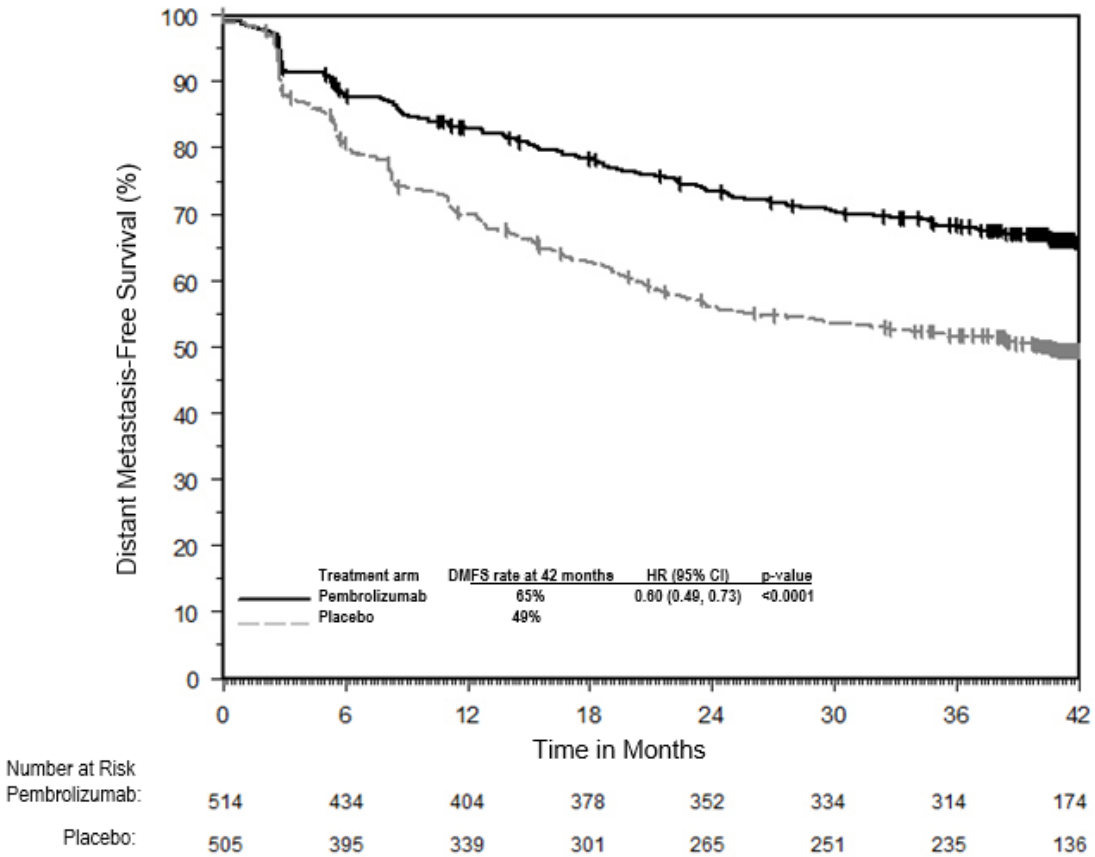 100
90
80
70
60
50
40
30
20
10
0
Distant Metastasis-Free Survival (%)
Treatment arm DMFS rate at 42 months HR (95% CI) p-value
Pembrolizumab 65% 0.60 (0.49, 0.73) <0.0001
Placebo 49%
0 6 12 18 24 30 36 42
Time in Months
Number at Risk
Pembrolizumab: 514 434 404 378 352 334 314 174
Placebo: 505 395 339 301 265 251 235 136